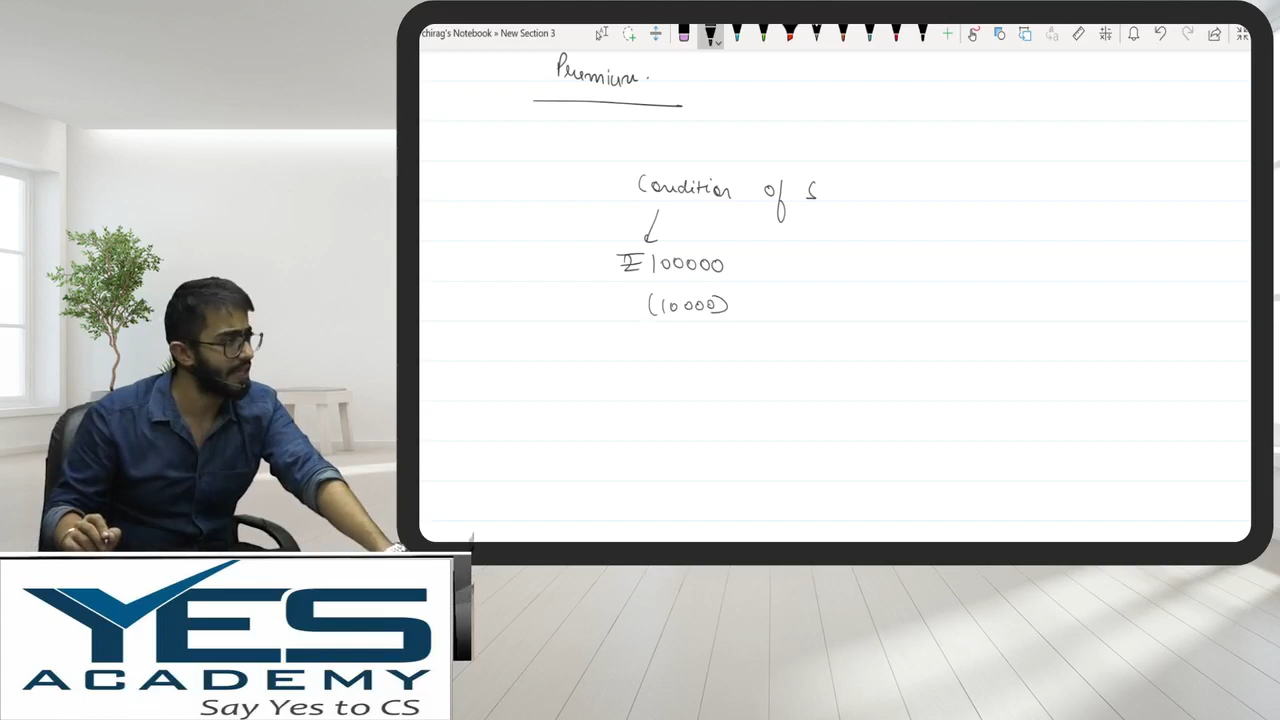 chirag's Notebook » New Section 3
Premium.
Condition of S
100000
(10000)
YES
ACADEMY
Say Yes to CS